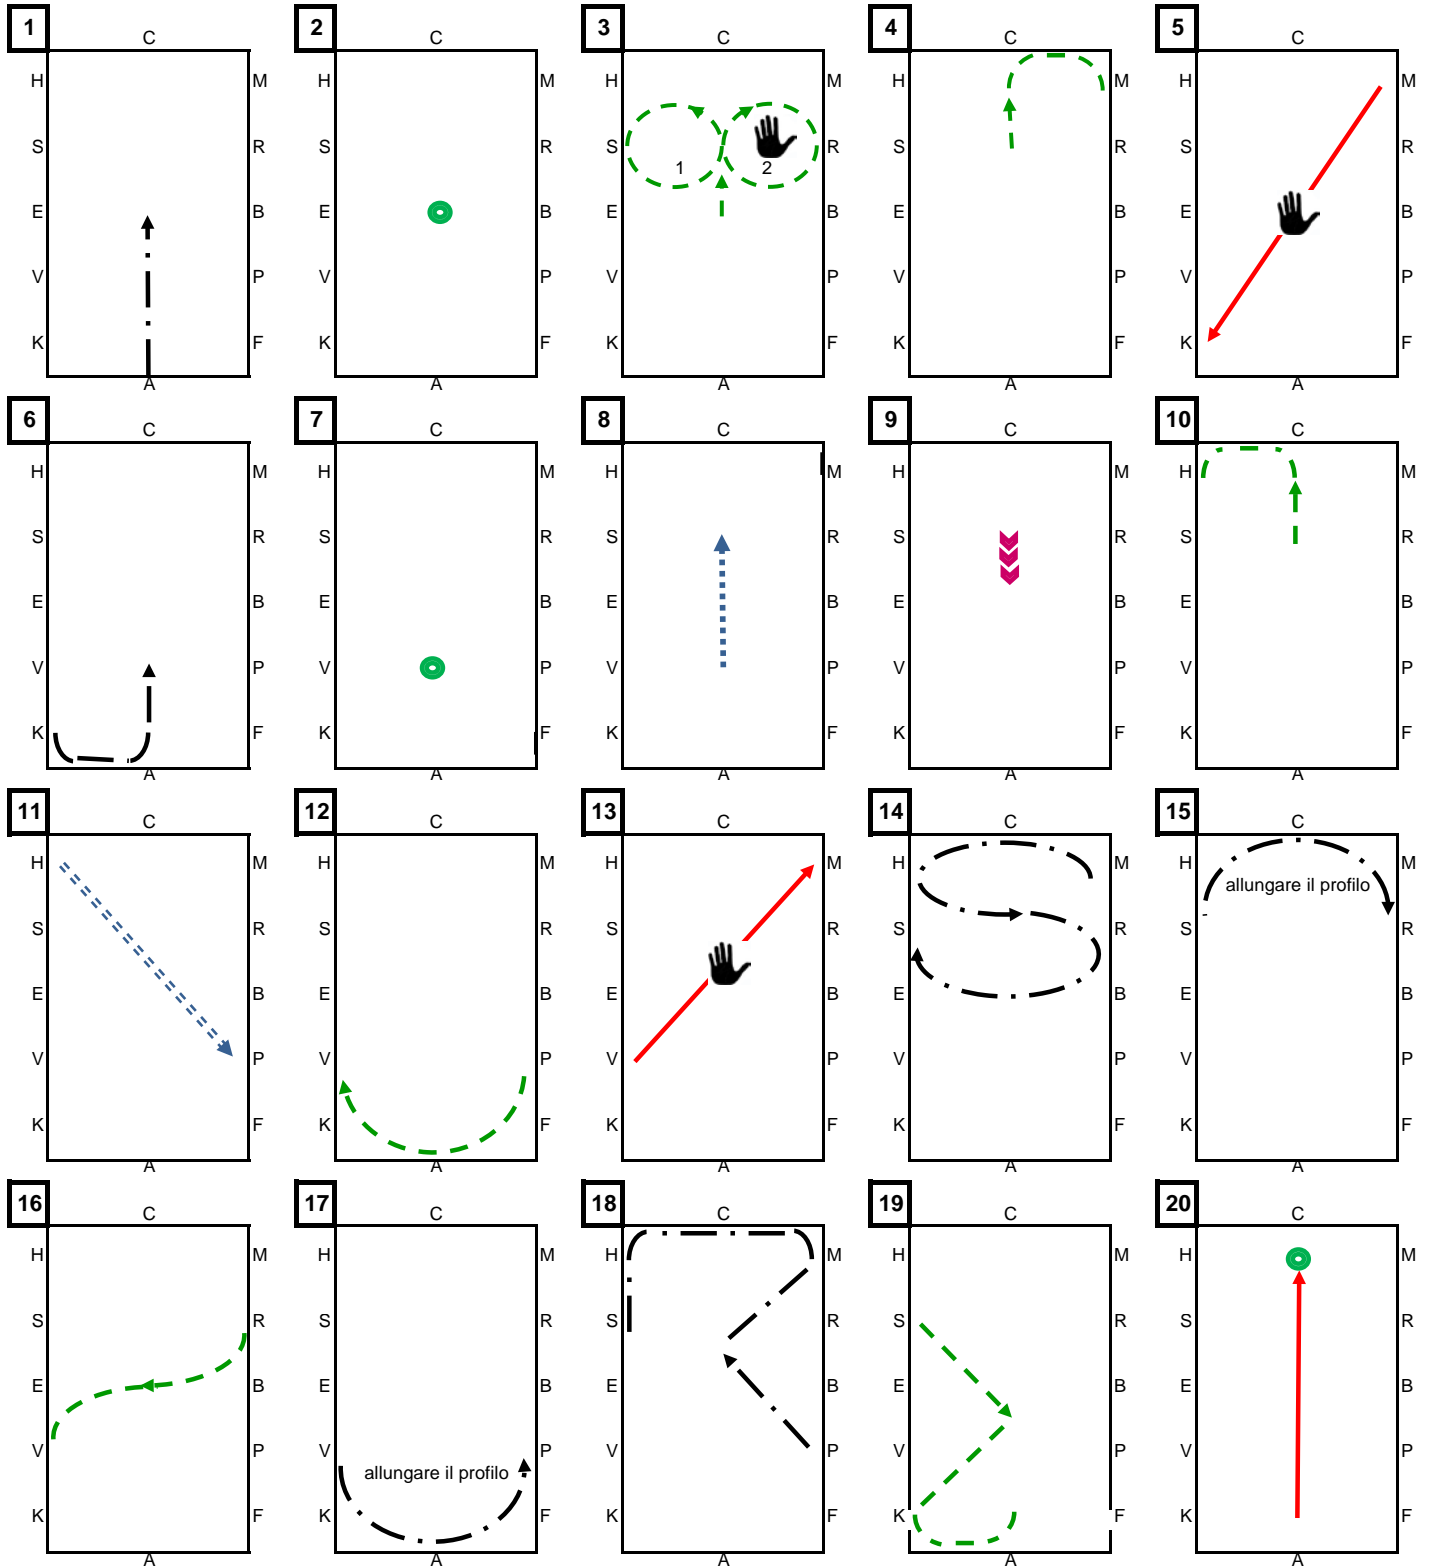 1 2 3 4 5
C C C C C
H M H M H M H M H M
S R S 1 2 R S R S R S R
E B E B E B E B E B
V P V P V P V P V P
K F K F K F K F K F
A A A A A
6 7 8 9 10
C C C C C
H M H M H M H M H M
S R S R S R S R S R
E B E B E B E B E B
V P V P V P V P V P
K F K F K F K F K F
A A A A A
11 12 13 14 15
C C C C C
H M H M H M H M H M
allungare il profilo
S R S R S R S R S R
E B E B E B E B E B
V P V P V P V P V P
K F K F K F K F K F
A A A A A
16 17 18 19 20
C C C C C
H M H M H M H M H M
S R S R S R S R S R
E B E B E B E B E B
V P V P V P V P V P
allungare il profilo
K F K F K F K F K F
A A A A A